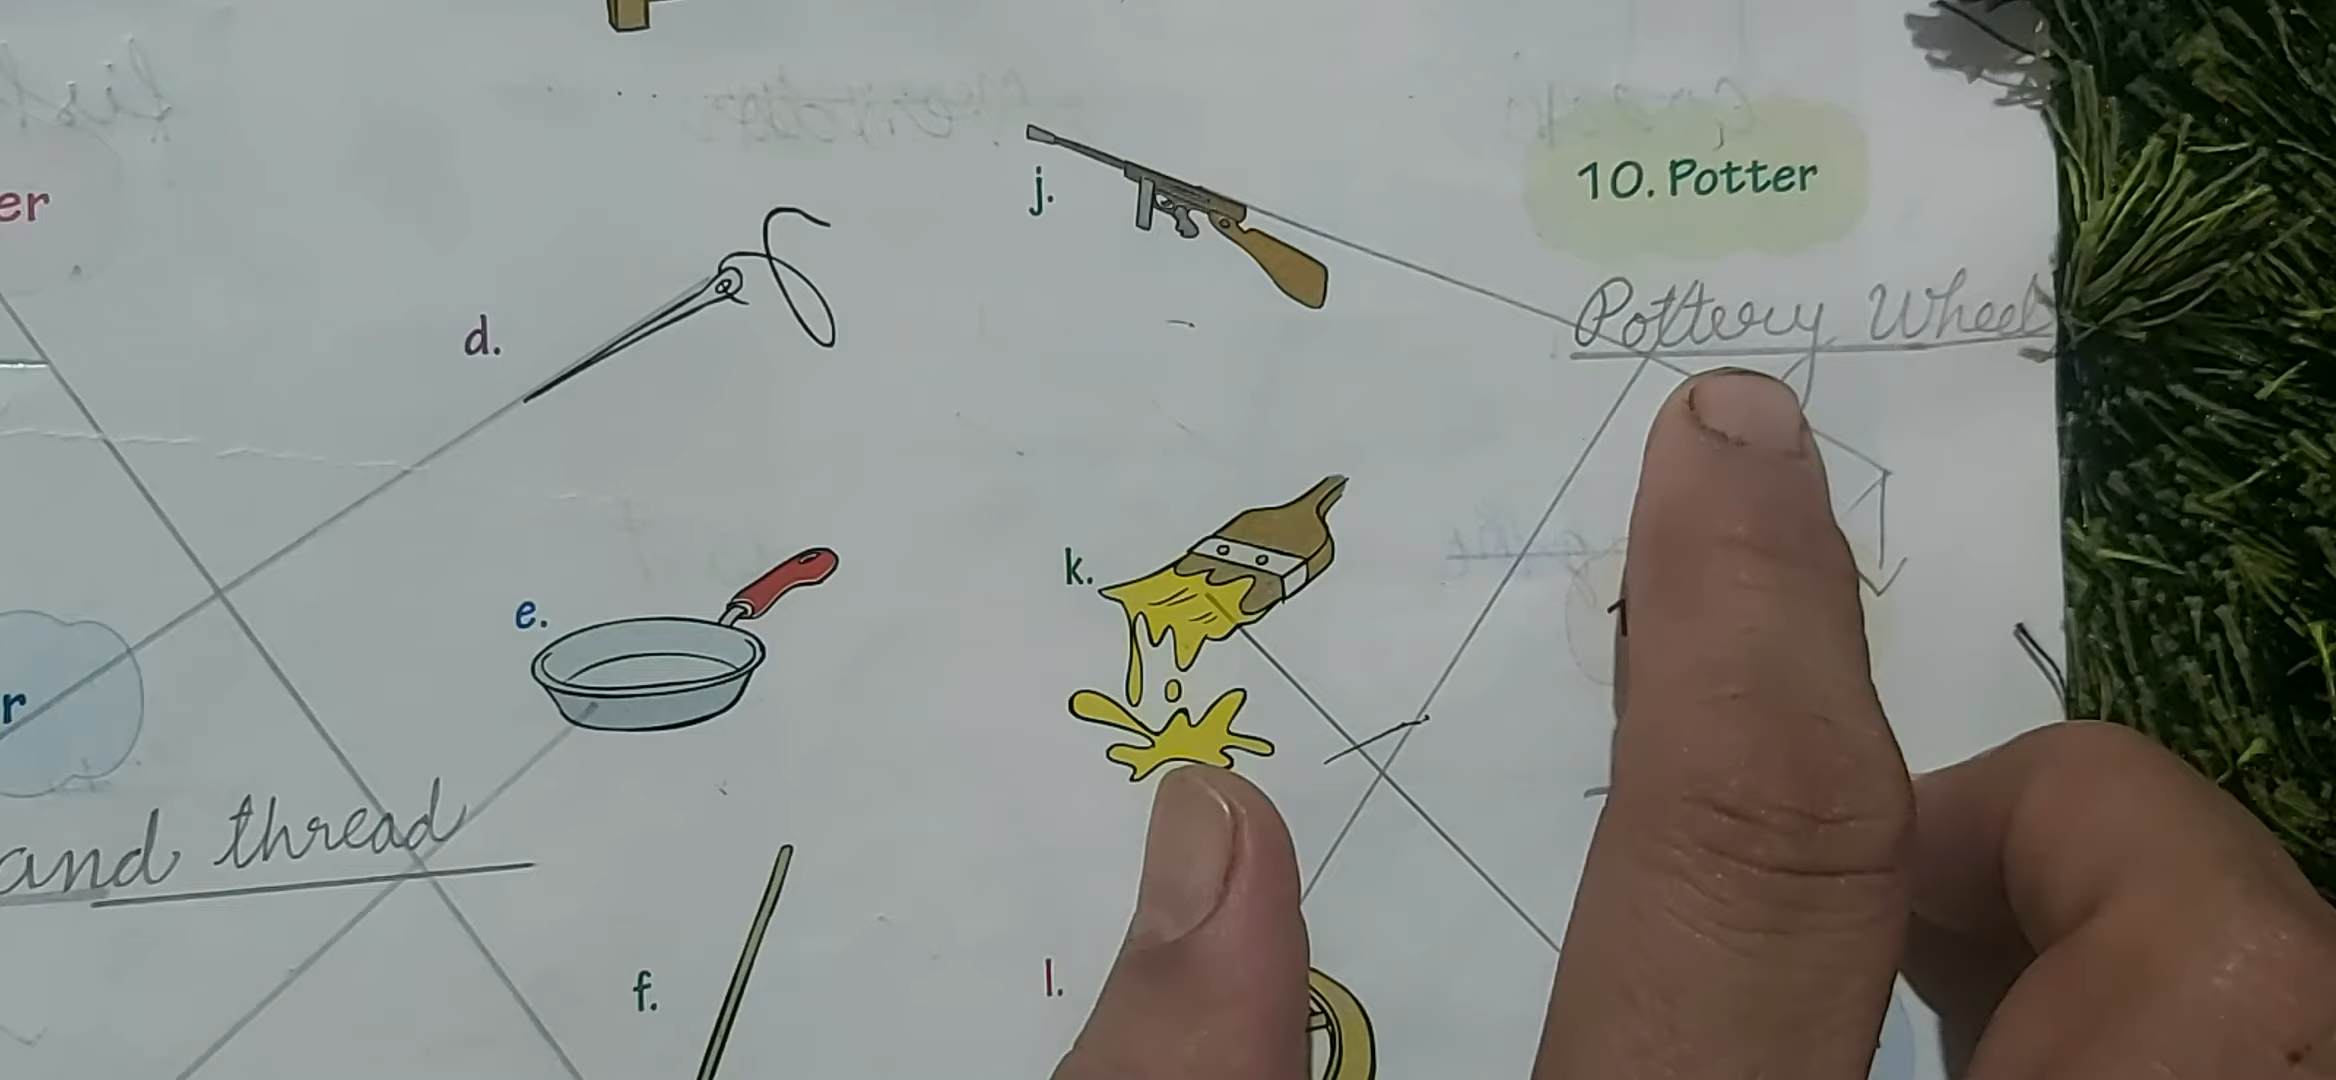 er
j.
10. Potter
Pottery Wheel
d.
e.
k.
r
and thread
f.
l.